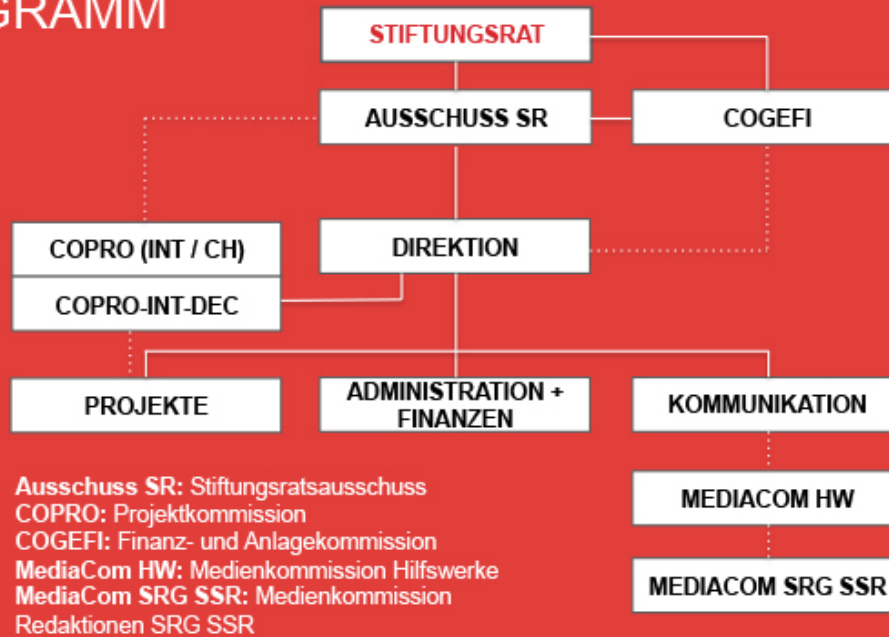 GRAMM
STIFTUNGSRAT
AUSSCHUSS SR
COGEFI
COPRO (INT / CH)
DIREKTION
COPRO-INT-DEC
PROJEKTE
ADMINISTRATION +
FINANZEN
KOMMUNIKATION
MEDIACOM HW
MEDIACOM SRG SSR
Ausschuss SR: Stiftungsratsausschuss
COPRO: Projektkommission
COGEFI: Finanz- und Anlagekommission
MediaCom HW: Medienkommission Hilfswerke
MediaCom SRG SSR: Medienkommission
Redaktionen SRG SSR